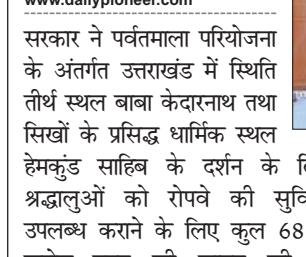 www.dailypioneer.com
सरकार ने पर्वतमाला परियोजना
के अंतर्गत उत्तराखंड में स्थिति
तीर्थ स्थल बाबा केदारनाथ तथा
सिखों के प्रसिद्ध धार्मिक स्थल
हेमकुंड साहिब के दर्शन के
श्रद्धालुओं को रोपवे की
उपलब्ध कराने के लिए कुल 68